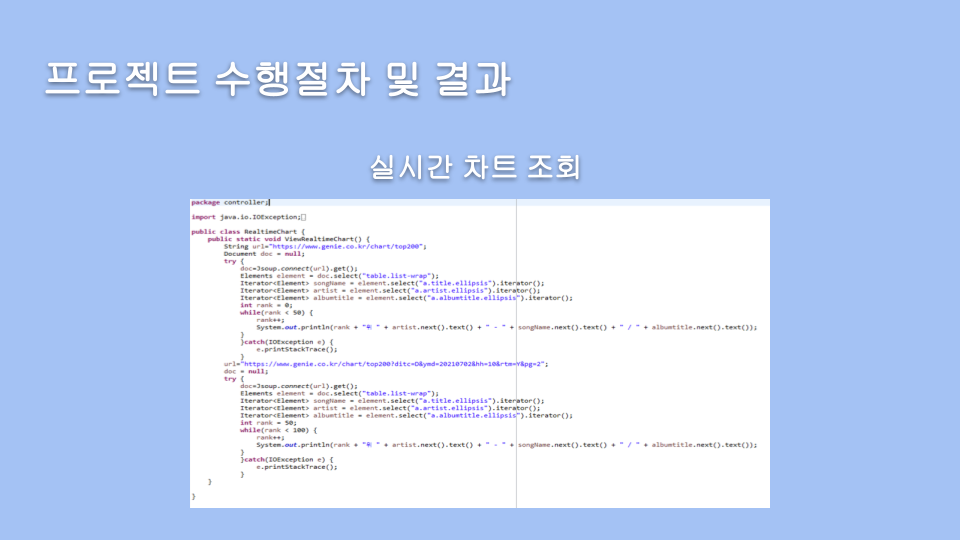 프로젝트 수행절차 및 결과
실시간 차트 조회
package controller;
import java.io.IOException;
public class RealtimeChart {
public static void ViewRealtimeChart() {
String url="https://www.genie.co.kr/chart/top200";
Document doc = null;
try {
doc=Jsoup.connect(url).get();
Elements element = doc.select("table.list-wrap");
Iterator<Element> songName = element.select("a.title.ellipsis").iterator();
Iterator<Element> artist = element.select("a.artist.ellipsis").iterator();
Iterator<Element> albumtitle = element.select("a.albumtitle.ellipsis").iterator();
int rank = 0;
while(rank < 50) {
rank++;
System.out.println(rank + "위 " + artist.next().text() + " - " + songName.next().text() + " / " + albumtitle.next().text());
}
}catch(IOException e) {
e.printStackTrace();
}
url="https://www.genie.co.kr/chart/top200?ditc=D&ymd=20210702&hh=10&rtm=Y&pg=2";
doc = null;
try {
doc=Jsoup.connect(url).get();
Elements element = doc.select("table.list-wrap");
Iterator<Element> songName = element.select("a.title.ellipsis").iterator();
Iterator<Element> artist = element.select("a.artist.ellipsis").iterator();
Iterator<Element> albumtitle = element.select("a.albumtitle.ellipsis").iterator();
int rank = 50;
while(rank < 100) {
rank++;
System.out.println(rank + "위 " + artist.next().text() + " - " + songName.next().text() + " / " + albumtitle.next().text());
}
}catch(IOException e) {
e.printStackTrace();
}
}
}